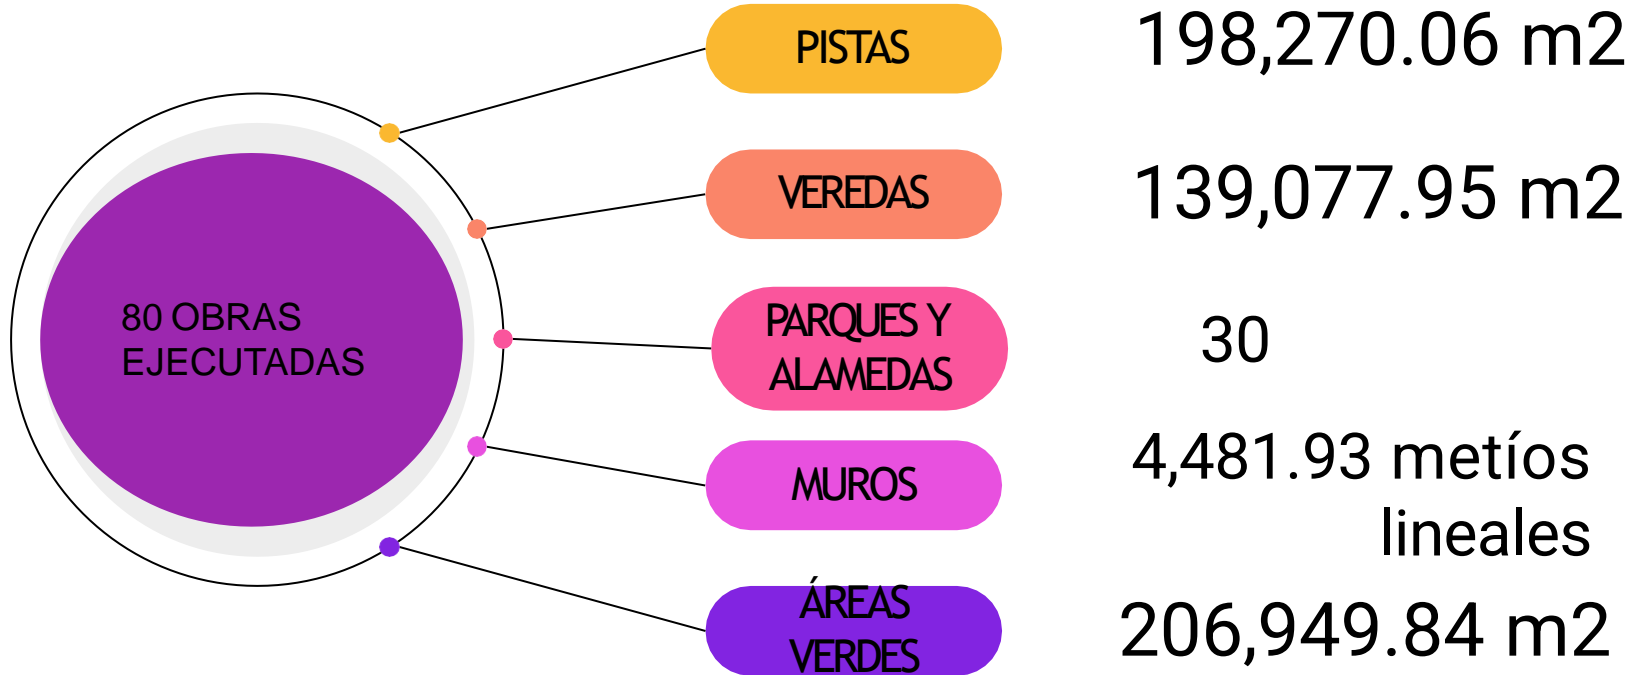 PISTAS
198,270.06 m2
VEREDAS
139,077.95 m2
80 OBRAS
EJECUTADAS
PARQUES Y
ALAMEDAS
30
MUROS
4,481.93 metíos
lineales
ÁREAS
VERDES
206,949.84 m2